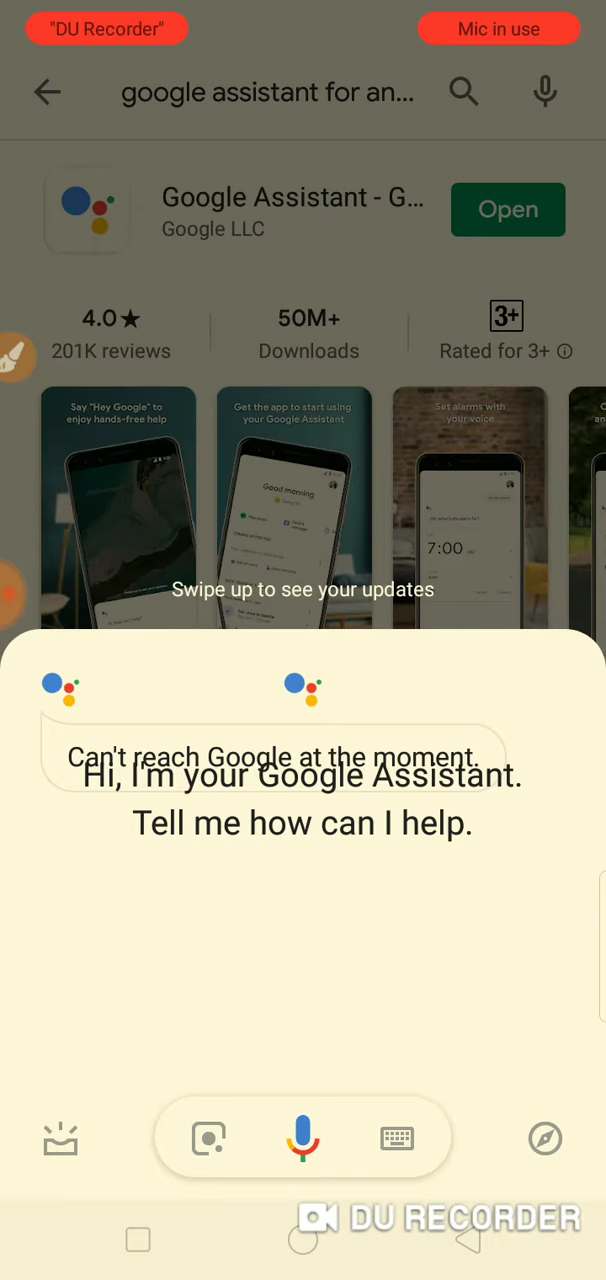 "DU Recorder"
Mic in use
google assistant for an...
Google Assistant - G...
Google LLC
Open
4.0★
201K reviews
50M+
Downloads
3+
Rated for 3+
Say "Hey Google" to
enjoy hands-free help
Get the app to start using
your Google Assistant
Set alarms with
your voice
Good morning
7:00
Swipe up to see your updates
Can't reach Google at the moment.
Hi, I'm your Google Assistant.
Tell me how can I help.
DU RECORDER